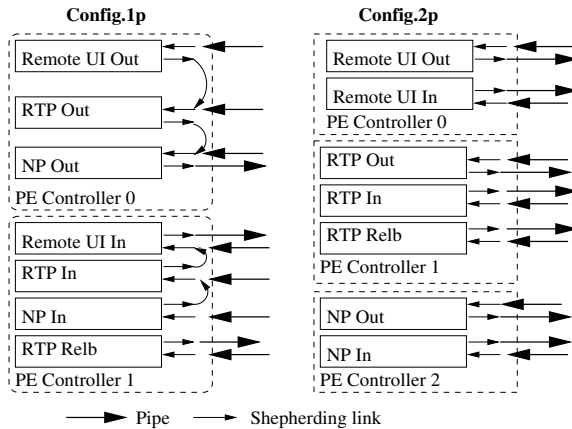 Config.1p
Remote UI Out
RTP Out
NP Out
PE Controller 0
Remote UI In
RTP In
NP In
RTP Relb
PE Controller 1
Config.2p
Remote UI Out
Remote UI In
PE Controller 0
RTP Out
RTP In
RTP Relb
PE Controller 1
NP Out
NP In
PE Controller 2
Pipe
Shepherding link